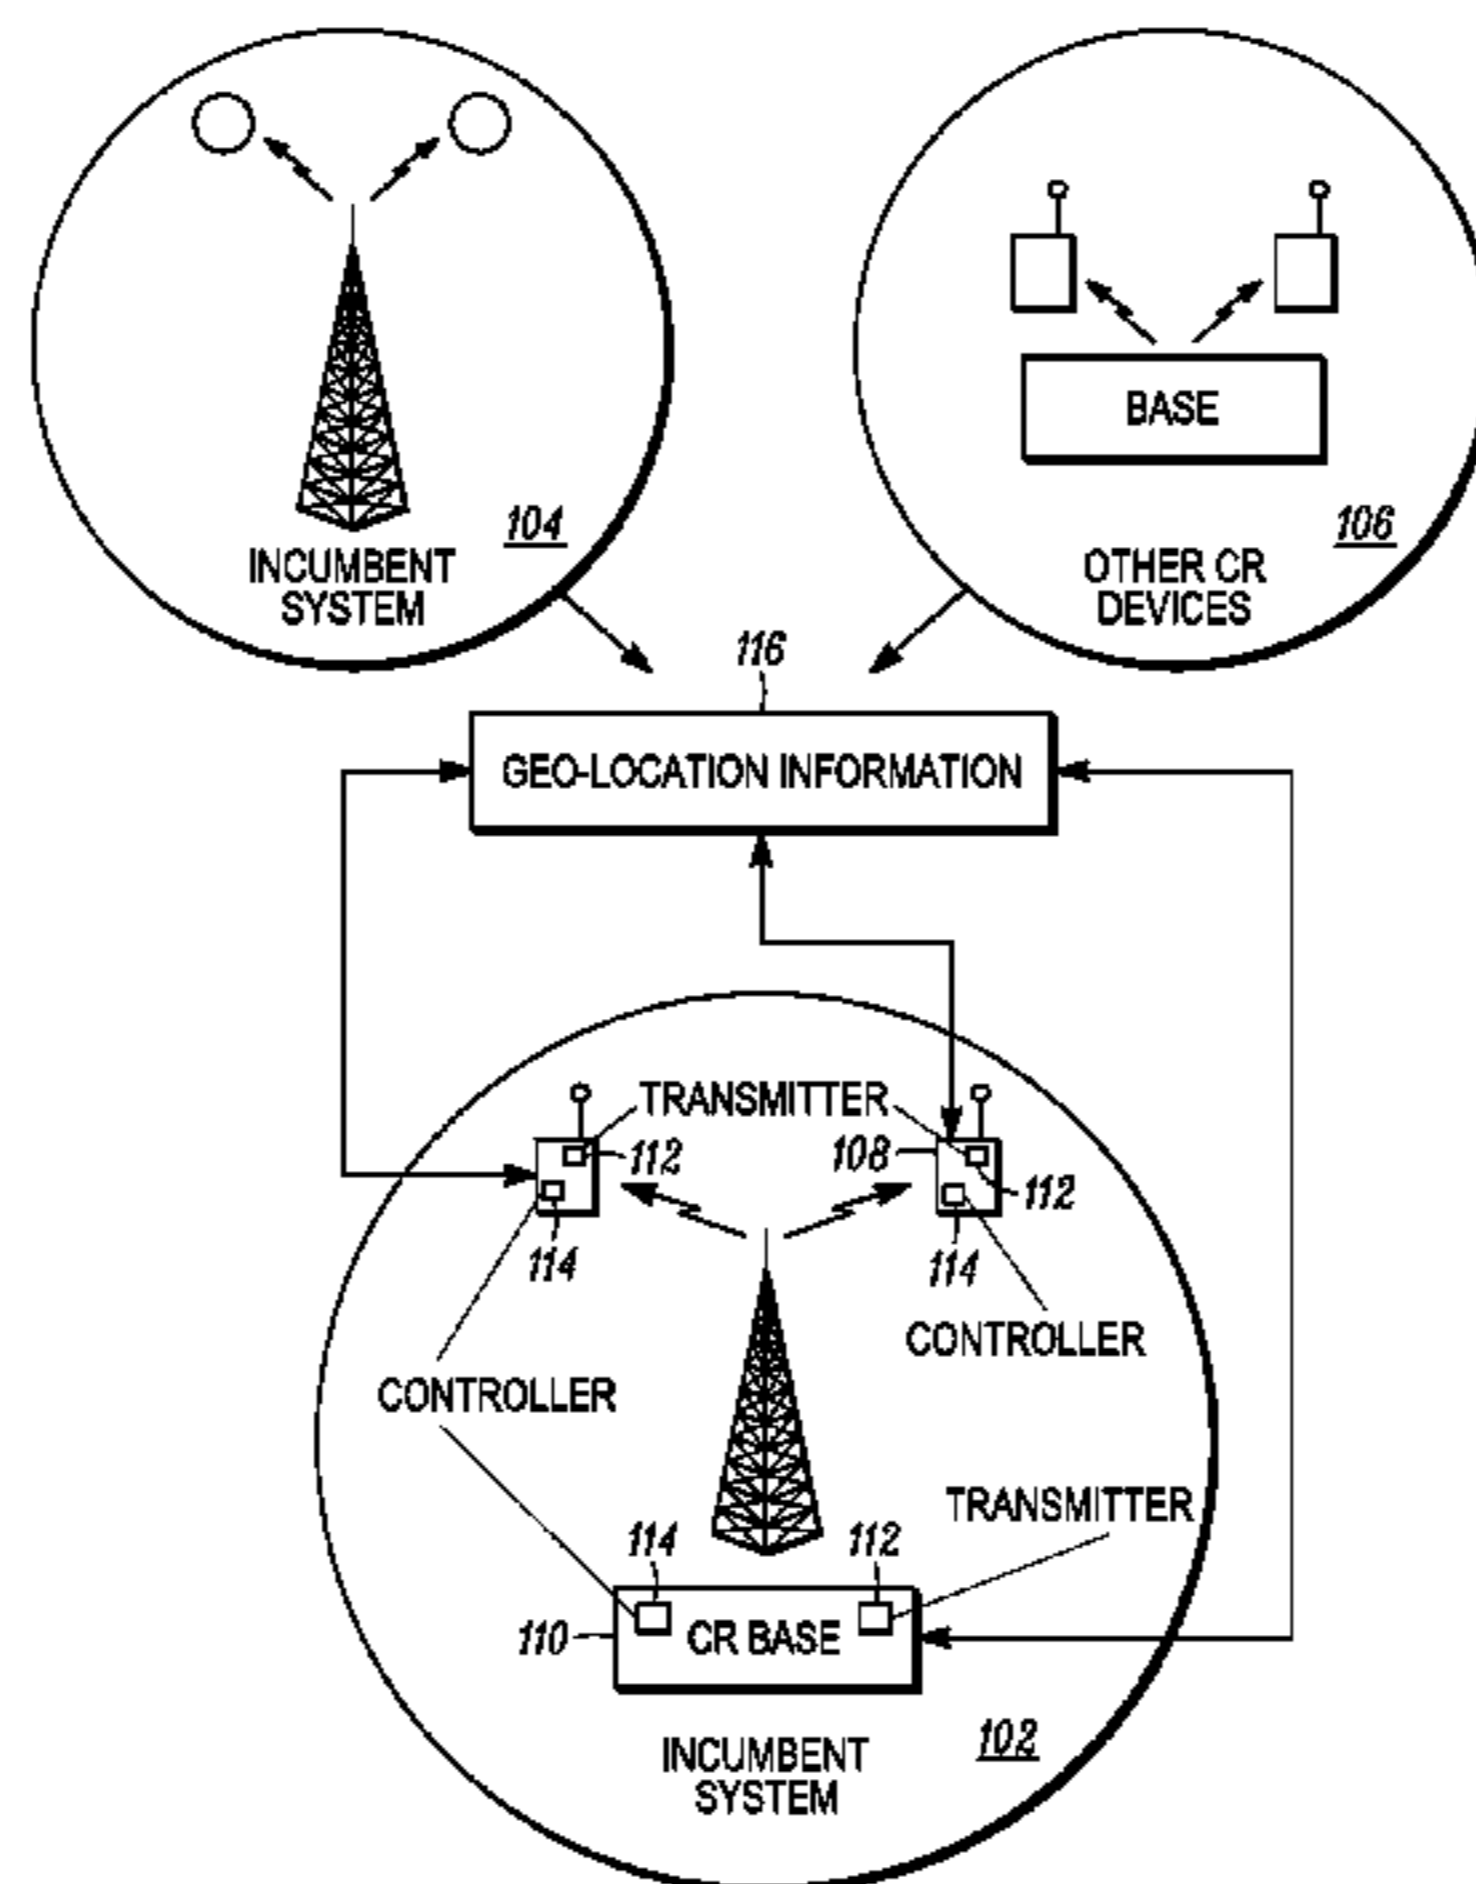 BASE
104
106
INCUMBENT
SYSTEM
OTHER CR
DEVICES
116
GEO-LOCATION INFORMATION
TRANSMITTER
112
108
112
114
114
CONTROLLER
CONTROLLER
TRANSMITTER
114
112
110
CR BASE
102
INCUMBENT
SYSTEM